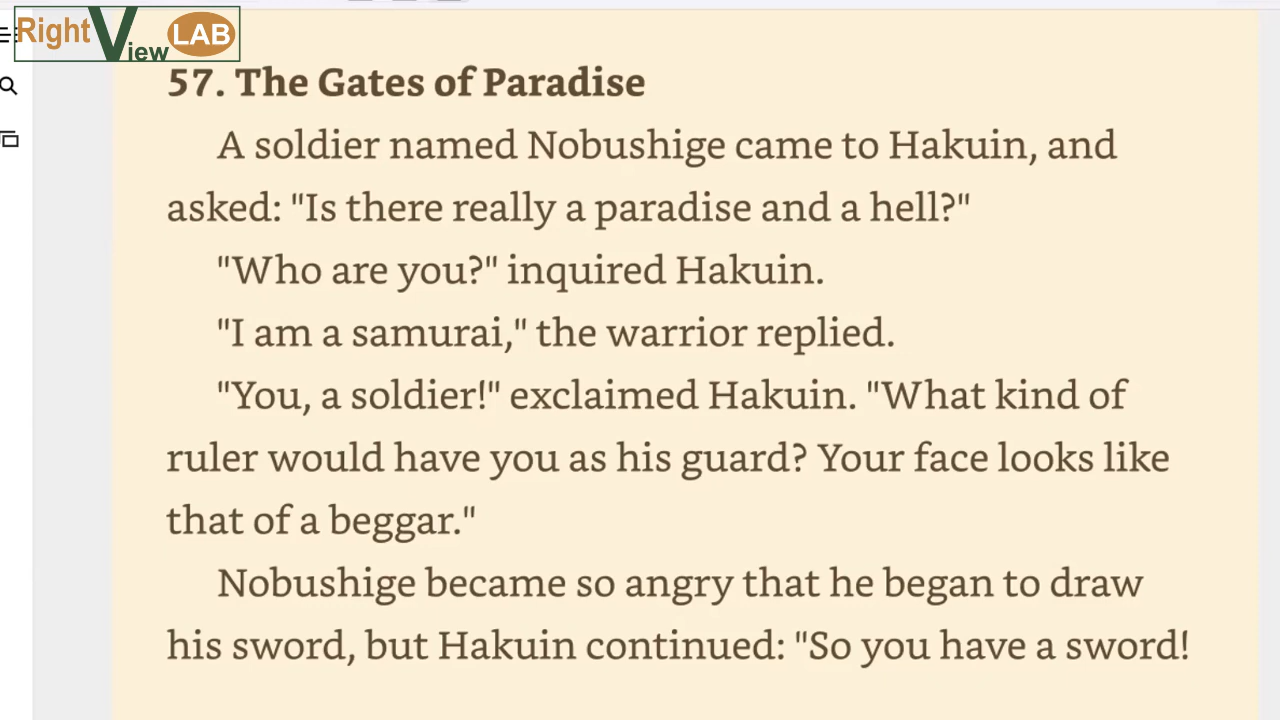 Right View LAB
57. The Gates of Paradise
A soldier named Nobushige came to Hakuin, and
asked: "Is there really a paradise and a hell?"
"Who are you?" inquired Hakuin.
"I am a samurai," the warrior replied.
"You, a soldier!" exclaimed Hakuin. "What kind of
ruler would have you as his guard? Your face looks like
that of a beggar."
Nobushige became so angry that he began to draw
his sword, but Hakuin continued: "So you have a sword!